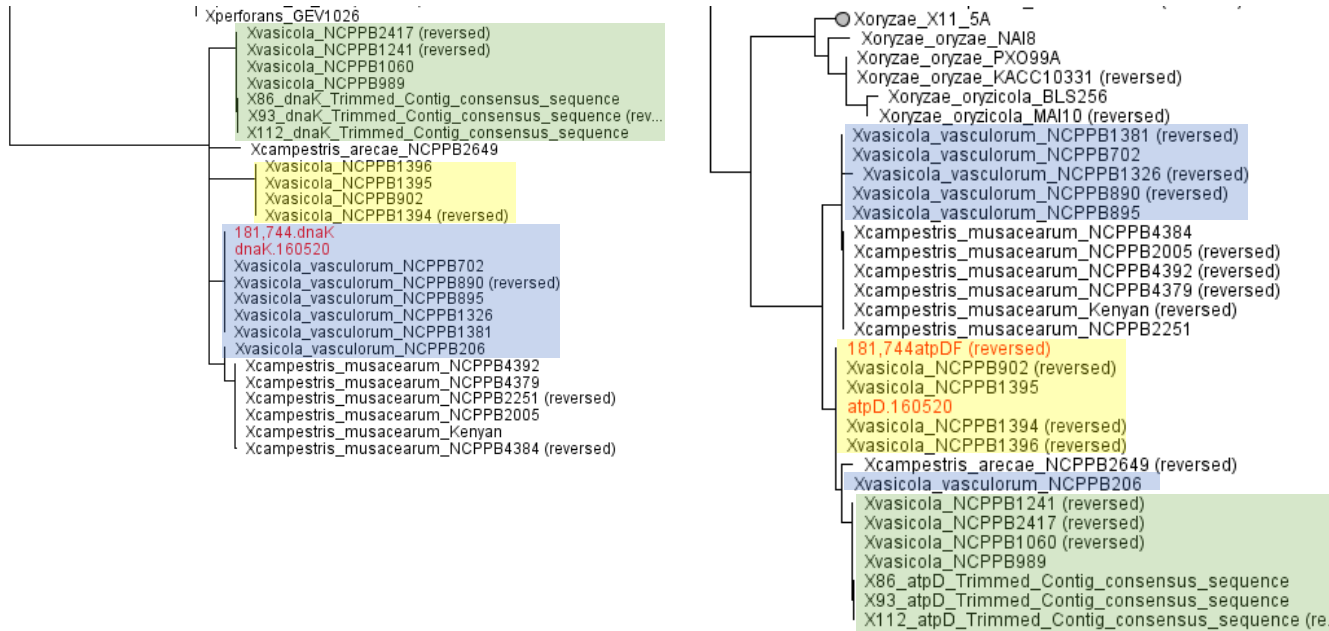 Xperforans_GEV1026
Xvasicola_NCPPB2417 (reversed)
Xvasicola_NCPPB1241 (reversed)
Xvasicola_NCPPB1060
Xvasicola_NCPPB989
X86_dnaK_Trimmed_Contig_consensus_sequence
X93_dnaK_Trimmed_Contig_consensus_sequence (rev...
X112_dnaK_Trimmed_Contig_consensus_sequence
Xcampestris_arecae_NCPPB2649
Xvasicola_NCPPB1396
Xvasicola_NCPPB1395
Xvasicola_NCPPB902
Xvasicola_NCPPB1394 (reversed)
181,744.dnaK
dnaK.160520
Xvasicola_vasculorum_NCPPB702
Xvasicola_vasculorum_NCPPB890 (reversed)
Xvasicola_vasculorum_NCPPB895
Xvasicola_vasculorum_NCPPB1326
Xvasicola_vasculorum_NCPPB1381
Xvasicola_vasculorum_NCPPB206
Xcampestris_musacearum_NCPPB4392
Xcampestris_musacearum_NCPPB4379
Xcampestris_musacearum_NCPPB2251 (reversed)
Xcampestris_musacearum_NCPPB2005
Xcampestris_musacearum_Kenyan
Xcampestris_musacearum_NCPPB4384 (reversed)
Xoryzae_X11_5A
Xoryzae_oryzae_NAI8
Xoryzae_oryzae_PXO99A
Xoryzae_oryzae_KACC10331 (reversed)
Xoryzae_oryzicola_BLS256
Xoryzae_oryzicola_MAI10 (reversed)
Xvasicola_vasculorum_NCPPB1381 (reversed)
Xvasicola_vasculorum_NCPPB702
Xvasicola_vasculorum_NCPPB1326 (reversed)
Xvasicola_vasculorum_NCPPB890 (reversed)
Xvasicola_vasculorum_NCPPB895
Xcampestris_musacearum_NCPPB4384
Xcampestris_musacearum_NCPPB2005 (reversed)
Xcampestris_musacearum_NCPPB4392 (reversed)
Xcampestris_musacearum_NCPPB4379 (reversed)
Xcampestris_musacearum_Kenyan (reversed)
Xcampestris_musacearum_NCPPB2251
181,744atpDF (reversed)
Xvasicola_NCPPB902 (reversed)
Xvasicola_NCPPB1395
atpD.160520
Xvasicola_NCPPB1394 (reversed)
Xvasicola_NCPPB1396 (reversed)
Xcampestris_arecae_NCPPB2649 (reversed)
Xvasicola_vasculorum_NCPPB206
Xvasicola_NCPPB1241 (reversed)
Xvasicola_NCPPB2417 (reversed)
Xvasicola_NCPPB1060 (reversed)
Xvasicola_NCPPB989
X86_atpD_Trimmed_Contig_consensus_sequence
X93_atpD_Trimmed_Contig_consensus_sequence
X112_atpD_Trimmed_Contig_consensus_sequence (re.